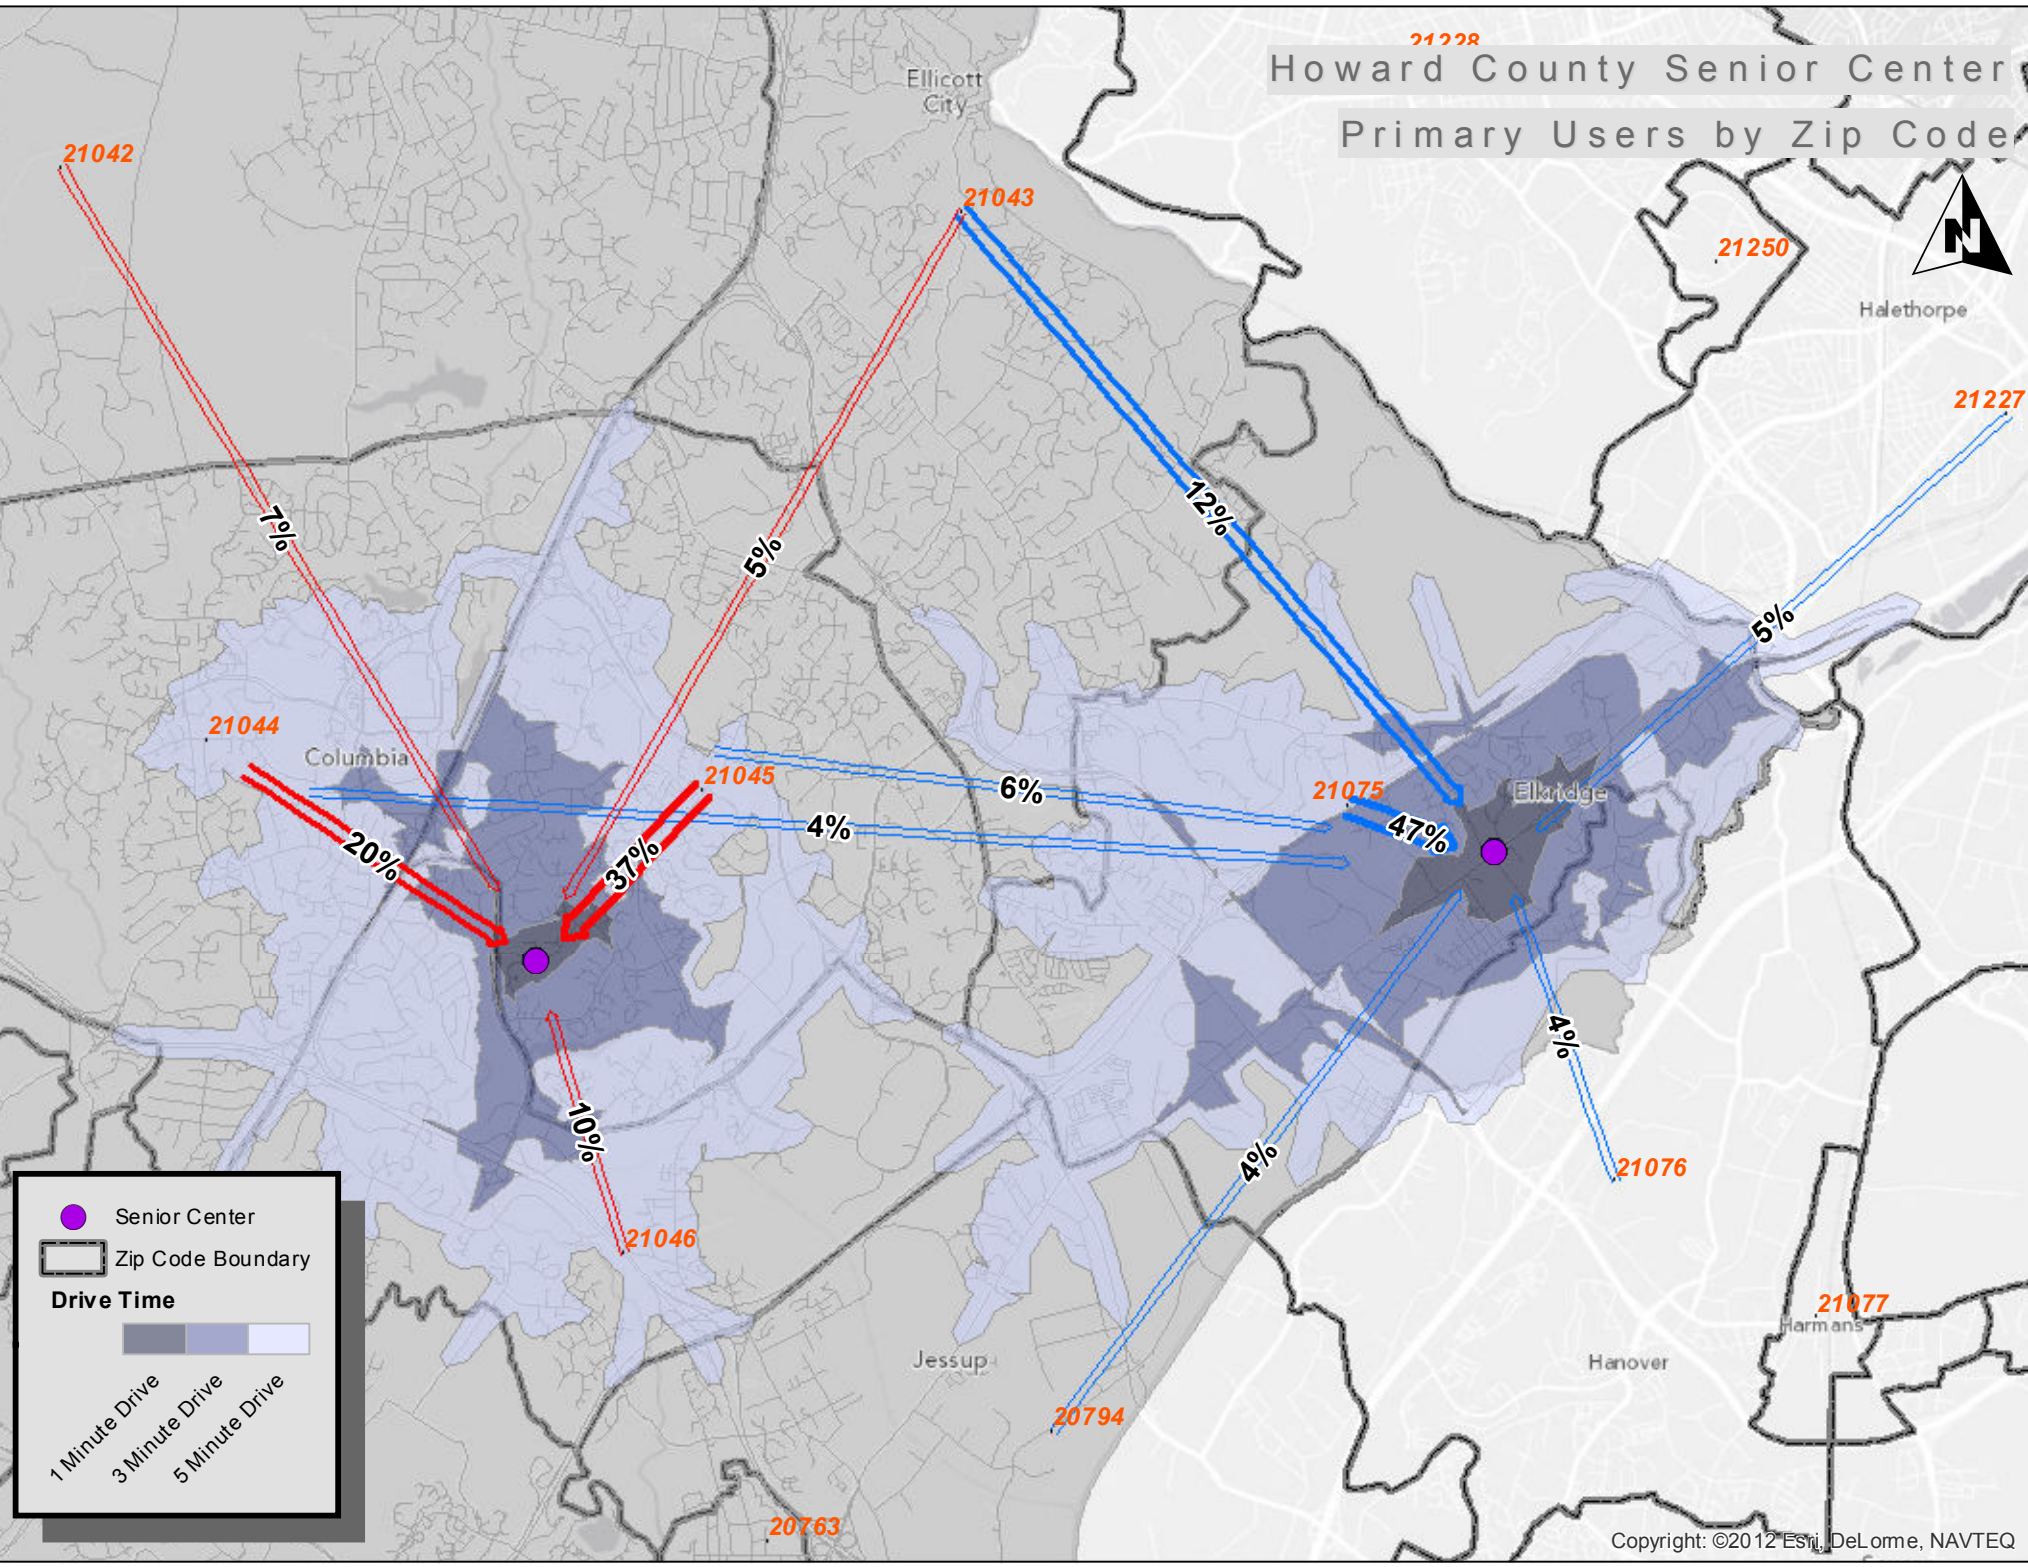 21228
Howard County Senior Center
Primary Users by Zip Code
Ellicott
City
21042
21043
N
21250
Halethorpe
21227
7%
5%
12%
5%
21044
Columbia
21045
6%
21075
Elkridge
4%
47%
20%
37%
4%
10%
4%
21076
21046
Senior Center
Zip Code Boundary
Drive Time
1 Minute Drive
3 Minute Drive
5 Minute Drive
21077
Harmans
Jessup
Hanover
20794
20763
Copyright: ©2012 Esri, DeLorme, NAVTEQ